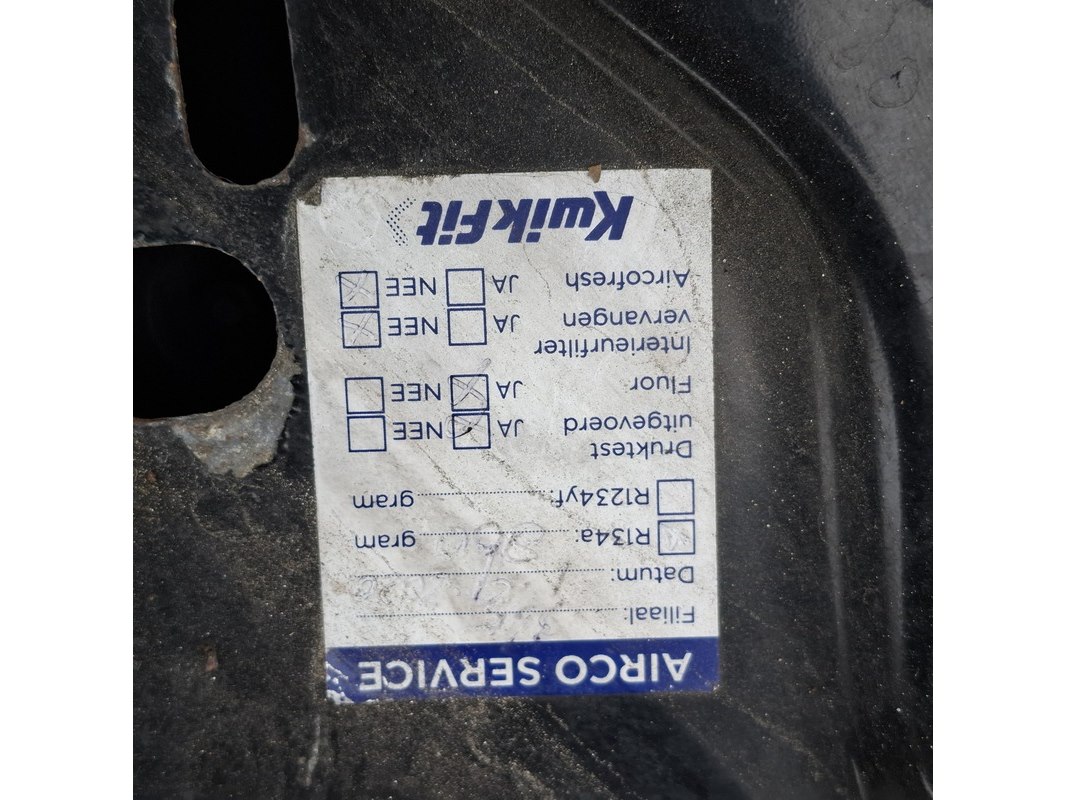 AIRCO SERVICE
Filiaal:
Datum:
R134a: gram
R1234yf: gram
Druktest
uitgevoerd JA NEE
Fluor JA NEE
Interieurfilter
vervangen JA NEE
Aircofresh JA NEE
KwikFit